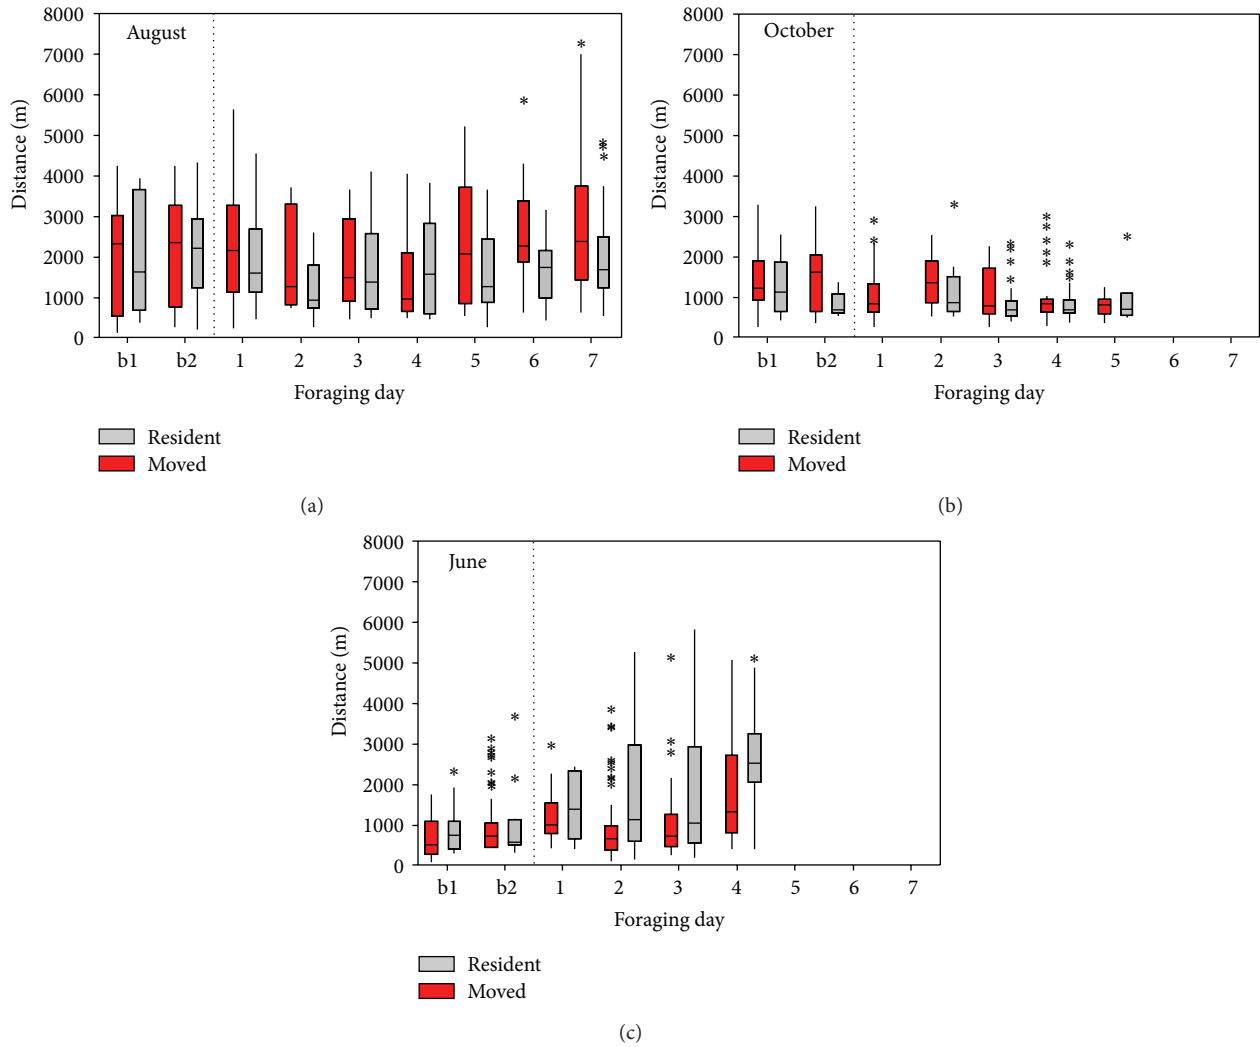 August
8000
7000
6000
5000
4000
3000
2000
1000
0
Distance (m)
b1 b2 1 2 3 4 5 6 7
Foraging day
Resident
Moved
(a)
October
8000
7000
6000
5000
4000
3000
2000
1000
0
Distance (m)
b1 b2 1 2 3 4 5 6 7
Foraging day
Resident
Moved
(b)
June
8000
7000
6000
5000
4000
3000
2000
1000
0
Distance (m)
b1 b2 1 2 3 4 5 6 7
Foraging day
Resident
Moved
(c)